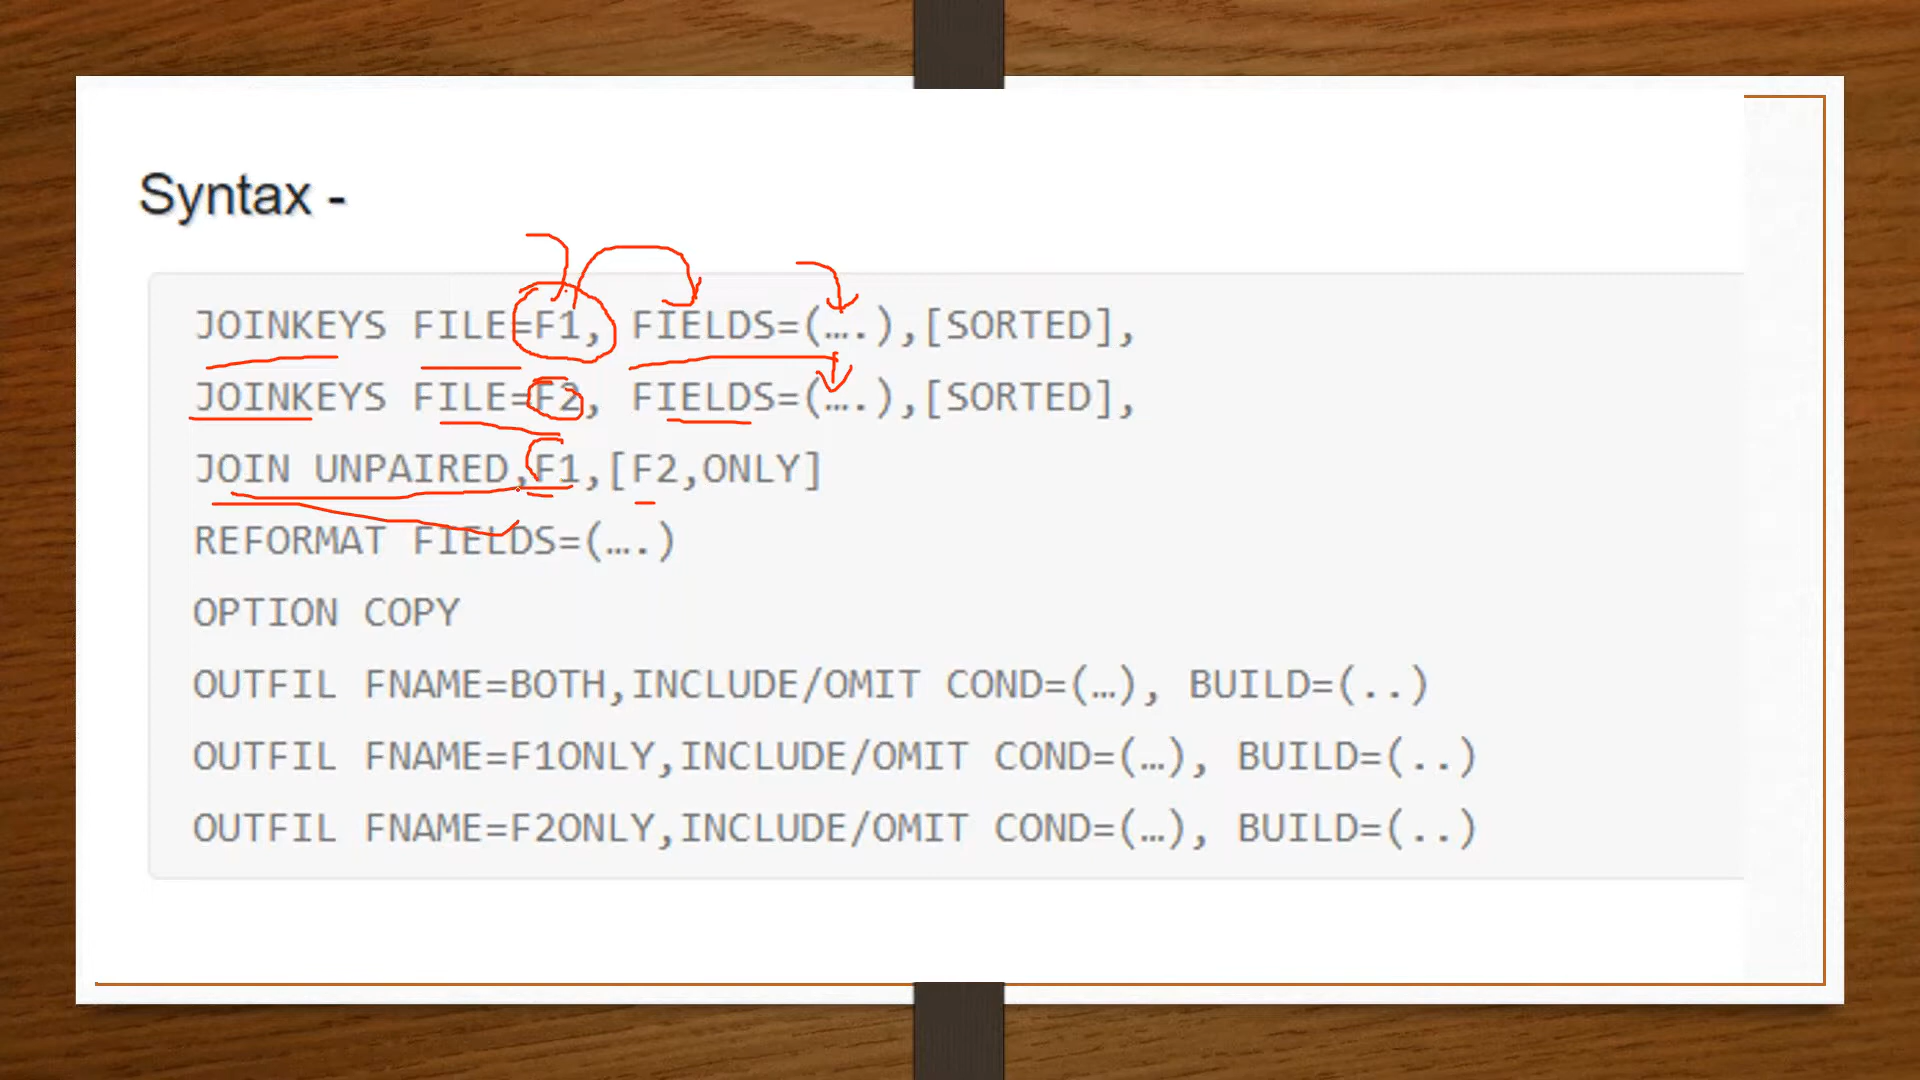 Syntax -
JOINKEYS FILE=F1, FIELDS=(….),[SORTED],
JOINKEYS FILE=F2, FIELDS=(….),[SORTED],
JOIN UNPAIRED,F1,[F2,ONLY]
REFORMAT FIELDS=(….)
OPTION COPY
OUTFIL FNAME=BOTH,INCLUDE/OMIT COND=(…), BUILD=(..)
OUTFIL FNAME=F1ONLY,INCLUDE/OMIT COND=(…), BUILD=(..)
OUTFIL FNAME=F2ONLY,INCLUDE/OMIT COND=(…), BUILD=(..)